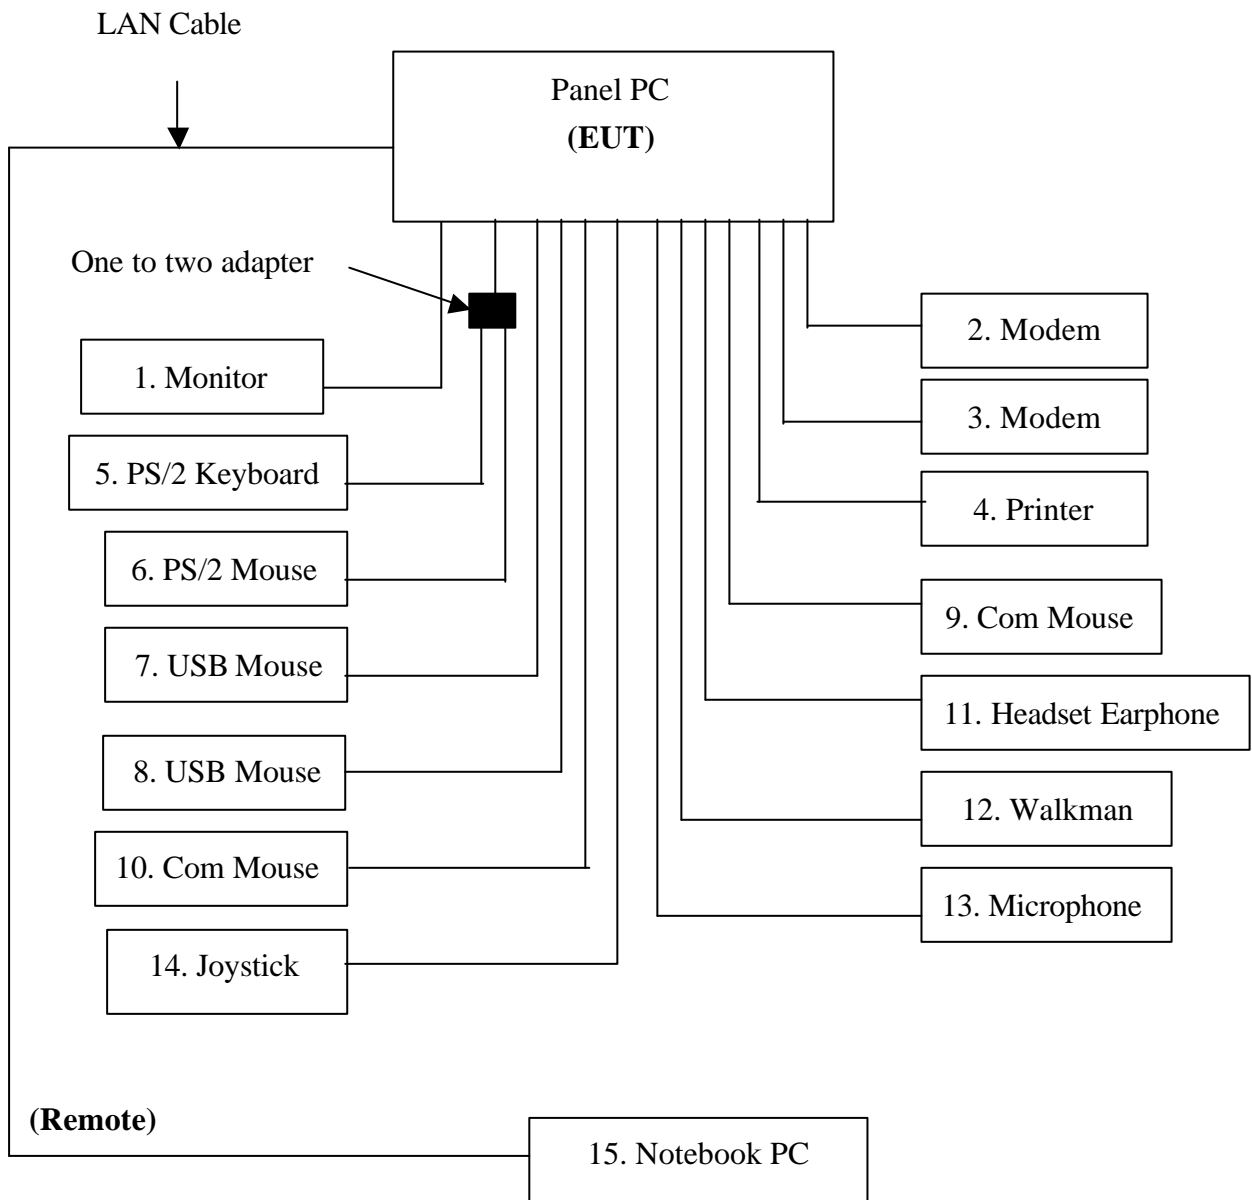 LAN Cable
Panel PC
(EUT)
One to two adapter
1. Monitor
2. Modem
3. Modem
5. PS/2 Keyboard
4. Printer
6. PS/2 Mouse
9. Com Mouse
7. USB Mouse
11. Headset Earphone
8. USB Mouse
12. Walkman
10. Com Mouse
13. Microphone
14. Joystick
(Remote)
15. Notebook PC